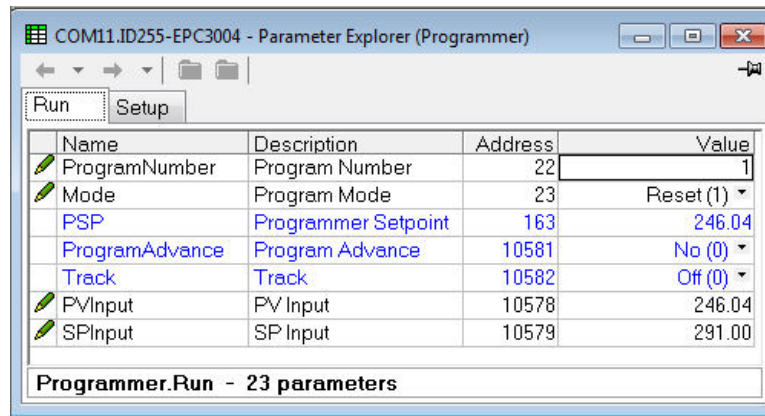 COM11.ID255-EPC3004 - Parameter Explorer (Programmer)
Run Setup
Name Description Address Value
ProgramNumber Program Number 22 1
Mode Program Mode 23 Reset (1)
PSP Programmer Setpoint 163 246.04
ProgramAdvance Program Advance 10581 No (0)
Track Track 10582 Off (0)
PVInput PV Input 10578 246.04
SPInput SP Input 10579 291.00
Programmer.Run - 23 parameters